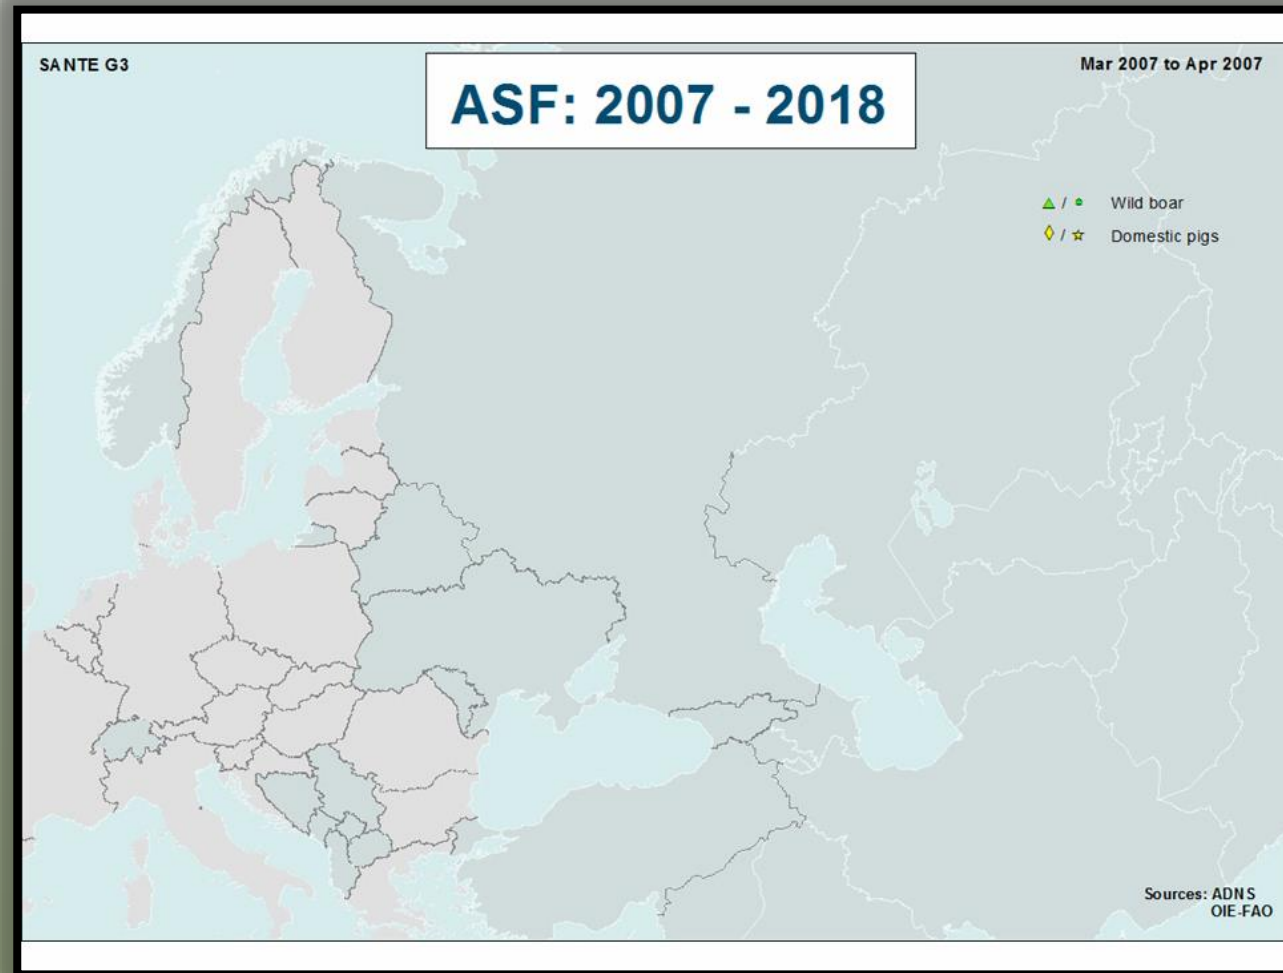 SANTE G3
ASF: 2007 - 2018
Mar 2007 to Apr 2007
/ Wild boar
/ Domestic pigs
Sources: ADNS
OIE-FAO